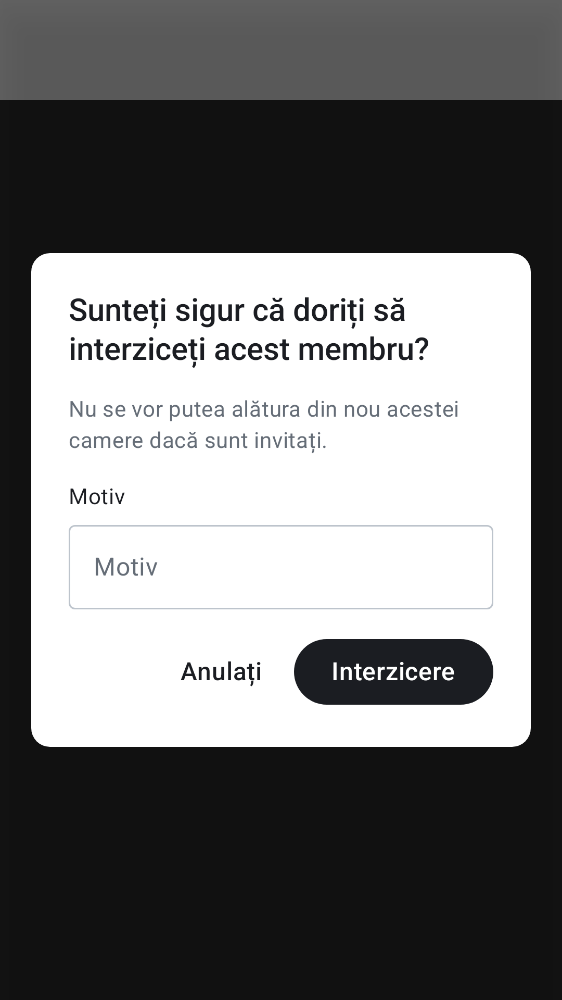 Sunteți sigur că doriți să
interziceți acest membru?
Nu se vor putea alătura din nou acestei
camere dacă sunt invitați.
Motiv
Motiv
Anulați
Interzicere